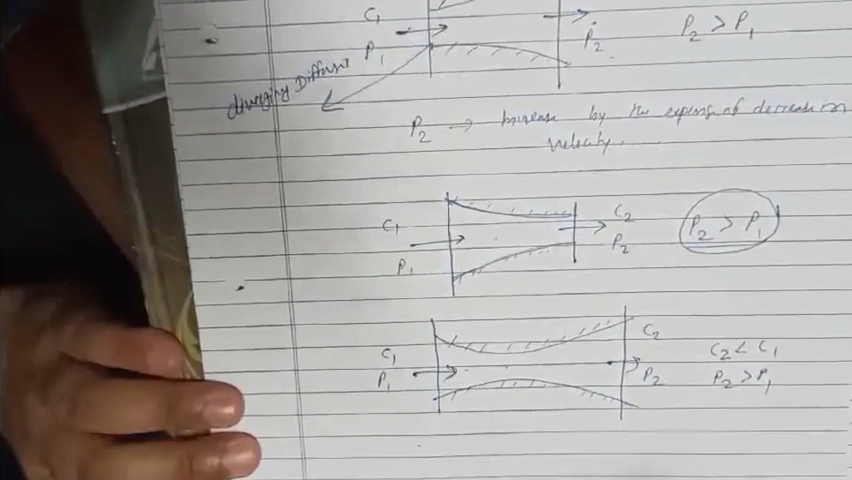 C₁
P₁
P₂
P₂ > P₁
diverging Diffuser
P₂ → Increase by the expens of decrease in
velocity.
C₁
P₁
C₂
P₂
P₂ > P₁
C₁
P₁
C₂
P₂
C₂ < C₁
P₂ > P₁